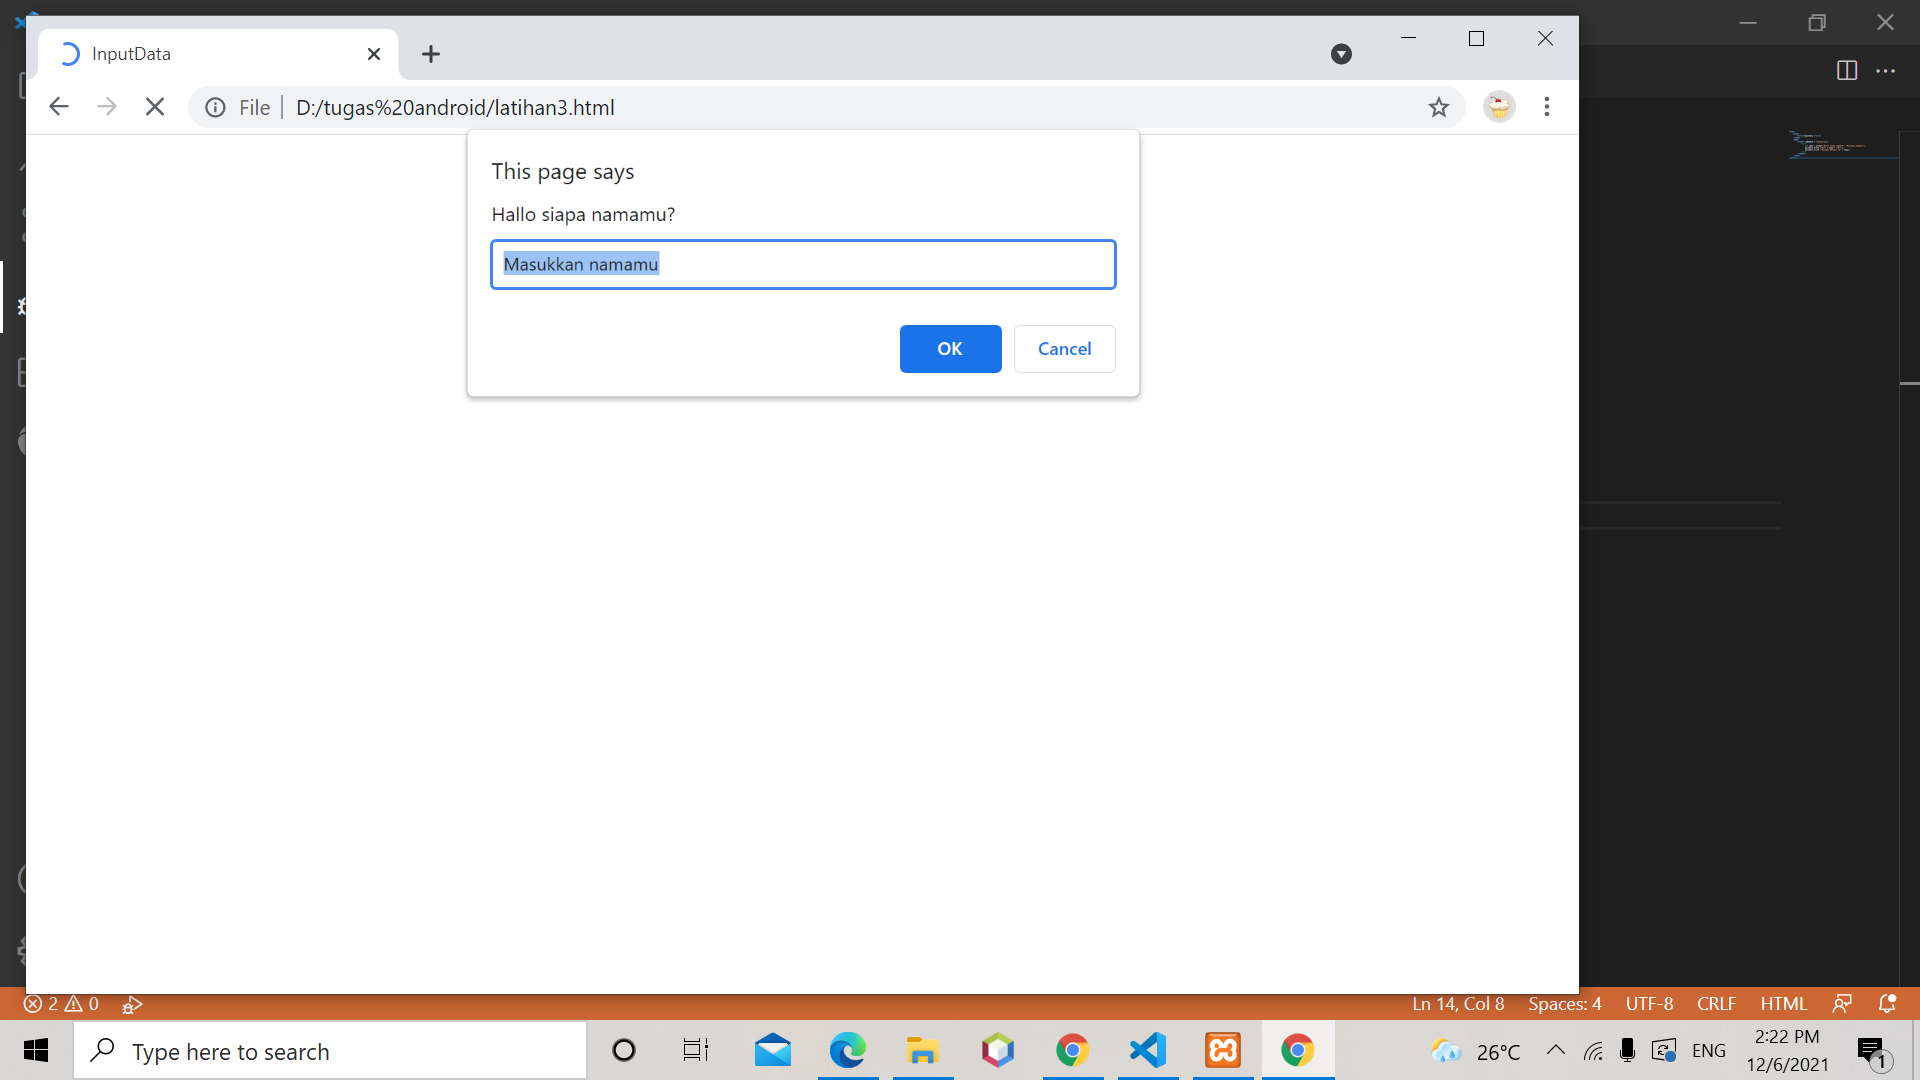 InputData
File
D:/tugas%20android/latihan3.html
This page says
Hallo siapa namamu?
Masukkan namamu
OK
Cancel
2
0
Ln 14, Col 8
Spaces: 4
UTF-8
CRLF
HTML
Type here to search
26°C
ENG
2:22 PM
12/6/2021
1